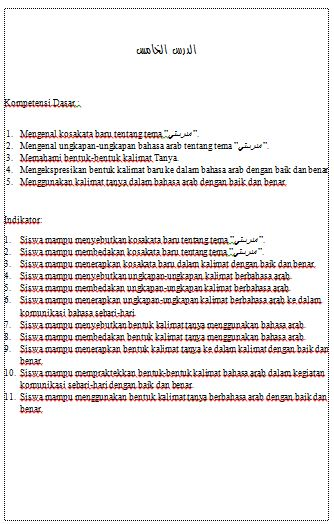 الدرس الخامس
Kompetensi Dasar :
1. Mengenal kosakata baru tentang tema "مدرستي".
2. Mengenal ungkapan-ungkapan bahasa arab tentang tema "مدرستي".
3. Memahami bentuk-bentuk kalimat Tanya.
4. Mengekspresikan bentuk kalimat baru ke dalam bahasa arab dengan baik dan benar
5. Menggunakan kalimat tanya dalam bahasa arab dengan baik dan benar.
Indikator:
1. Siswa mampu menyebutkan kosakata baru tentang tema "مدرستي".
2. Siswa mampu membedakan kosakata baru tentang tema "مدرستي".
3. Siswa mampu menerapkan kosakata baru dalam kalimat dengan baik dan benar.
4. Siswa mampu menyebutkan ungkapan-ungkapan kalimat berbahasa arab.
5. Siswa mampu membedakan ungkapan-ungkapan kalimat berbahasa arab.
6. Siswa mampu menerapkan ungkapan-ungkapan kalimat berbahasa arab ke dalam
komunikasi bahasa sehari-hari.
7. Siswa mampu menyebutkan bentuk kalimat tanya menggunakan bahasa arab.
8. Siswa mampu membedakan bentuk kalimat tanya menggunakan bahasa arab.
9. Siswa mampu menerapkan bentuk kalimat tanya ke dalam kalimat dengan baik dan
benar.
10. Siswa mampu mempraktekkan bentuk-bentuk kalimat bahasa arab dalam kegiatan
komunikasi sehari-hari dengan baik dan benar.
11. Siswa mampu menggunakan bentuk kalimat tanya berbahasa arab dengan baik dan
benar.